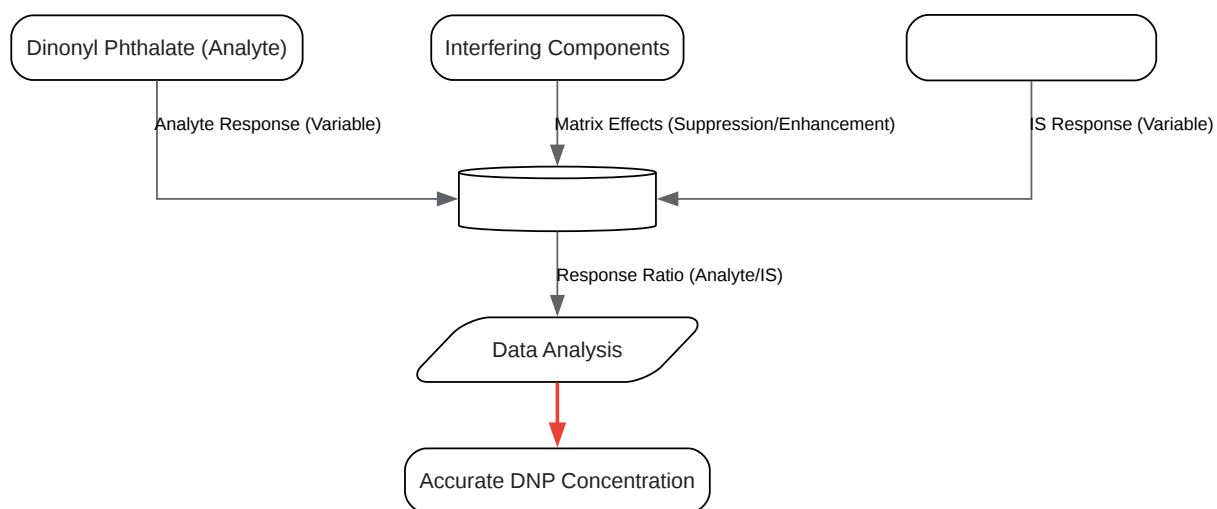 Dinonyl Phthalate (Analyte)
Interfering Components
Analyte Response (Variable)
Matrix Effects (Suppression/Enhancement)
IS Response (Variable)
Response Ratio (Analyte/IS)
Data Analysis
Accurate DNP Concentration